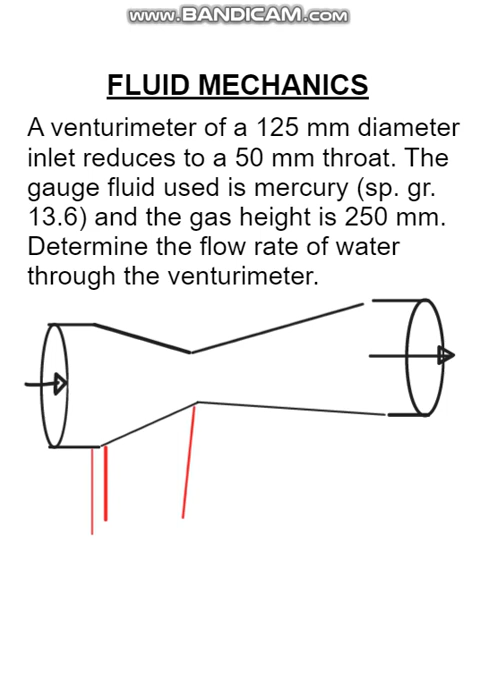 www.BANDICAM.COM
FLUID MECHANICS
A venturimeter of a 125 mm diameter
inlet reduces to a 50 mm throat. The
gauge fluid used is mercury (sp. gr.
13.6) and the gas height is 250 mm.
Determine the flow rate of water
through the venturimeter.